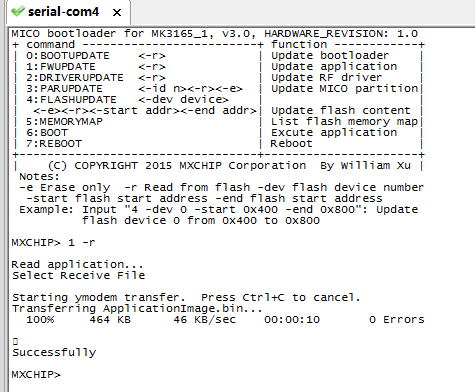 serial-com4
MICO bootloader for MK3165_1, v3.0, HARDWARE_REVISION: 1.0
+ command -------------------------+ function ------------+
| 0:BOOTUPDATE    <-r>             | Update bootloader    |
| 1:FWUPDATE      <-r>             | Update application   |
| 2:DRIVERUPDATE  <-r>             | Update RF driver     |
| 3:PARUPDATE     <-id n><-r><-e>  | Update MICO partition|
| 4:FLASHUPDATE   <-dev device>    |                      |
|  <-e><-r><-start addr><-end addr>| Update flash content |
| 5:MEMORYMAP                      | List flash memory map|
| 6:BOOT                           | Excute application   |
| 7:REBOOT                         | Reboot               |
+----------------------------------+----------------------+
|    (C) COPYRIGHT 2015 MXCHIP Corporation  By William Xu |
Notes:
-e Erase only  -r Read from flash -dev flash device number
-start flash start address -end flash start address
Example: Input "4 -dev 0 -start 0x400 -end 0x800": Update
flash device 0 from 0x400 to 0x800
MXCHIP> 1 -r
Read application...
Select Receive File
Starting ymodem transfer.  Press Ctrl+C to cancel.
Transferring ApplicationImage.bin...
100%     464 KB     46 KB/sec    00:00:10       0 Errors
Successfully
MXCHIP>